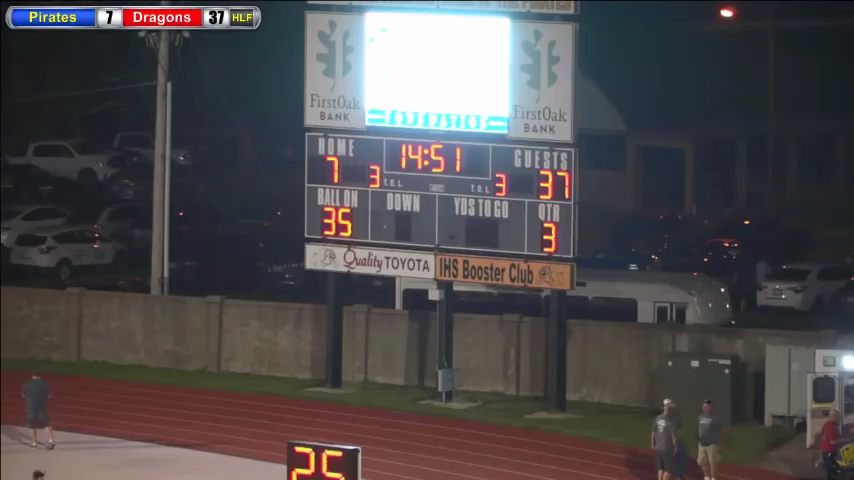 Pirates 7 Dragons 37 HLF
FirstOak
BANK
FirstOak
BANK
HOME 14:51 GUESTS
7 3 T.O.L T.O.L 3 37
BALL ON DOWN YDS TO GO QTR
35 3
Quality TOYOTA IHS Booster Club
25